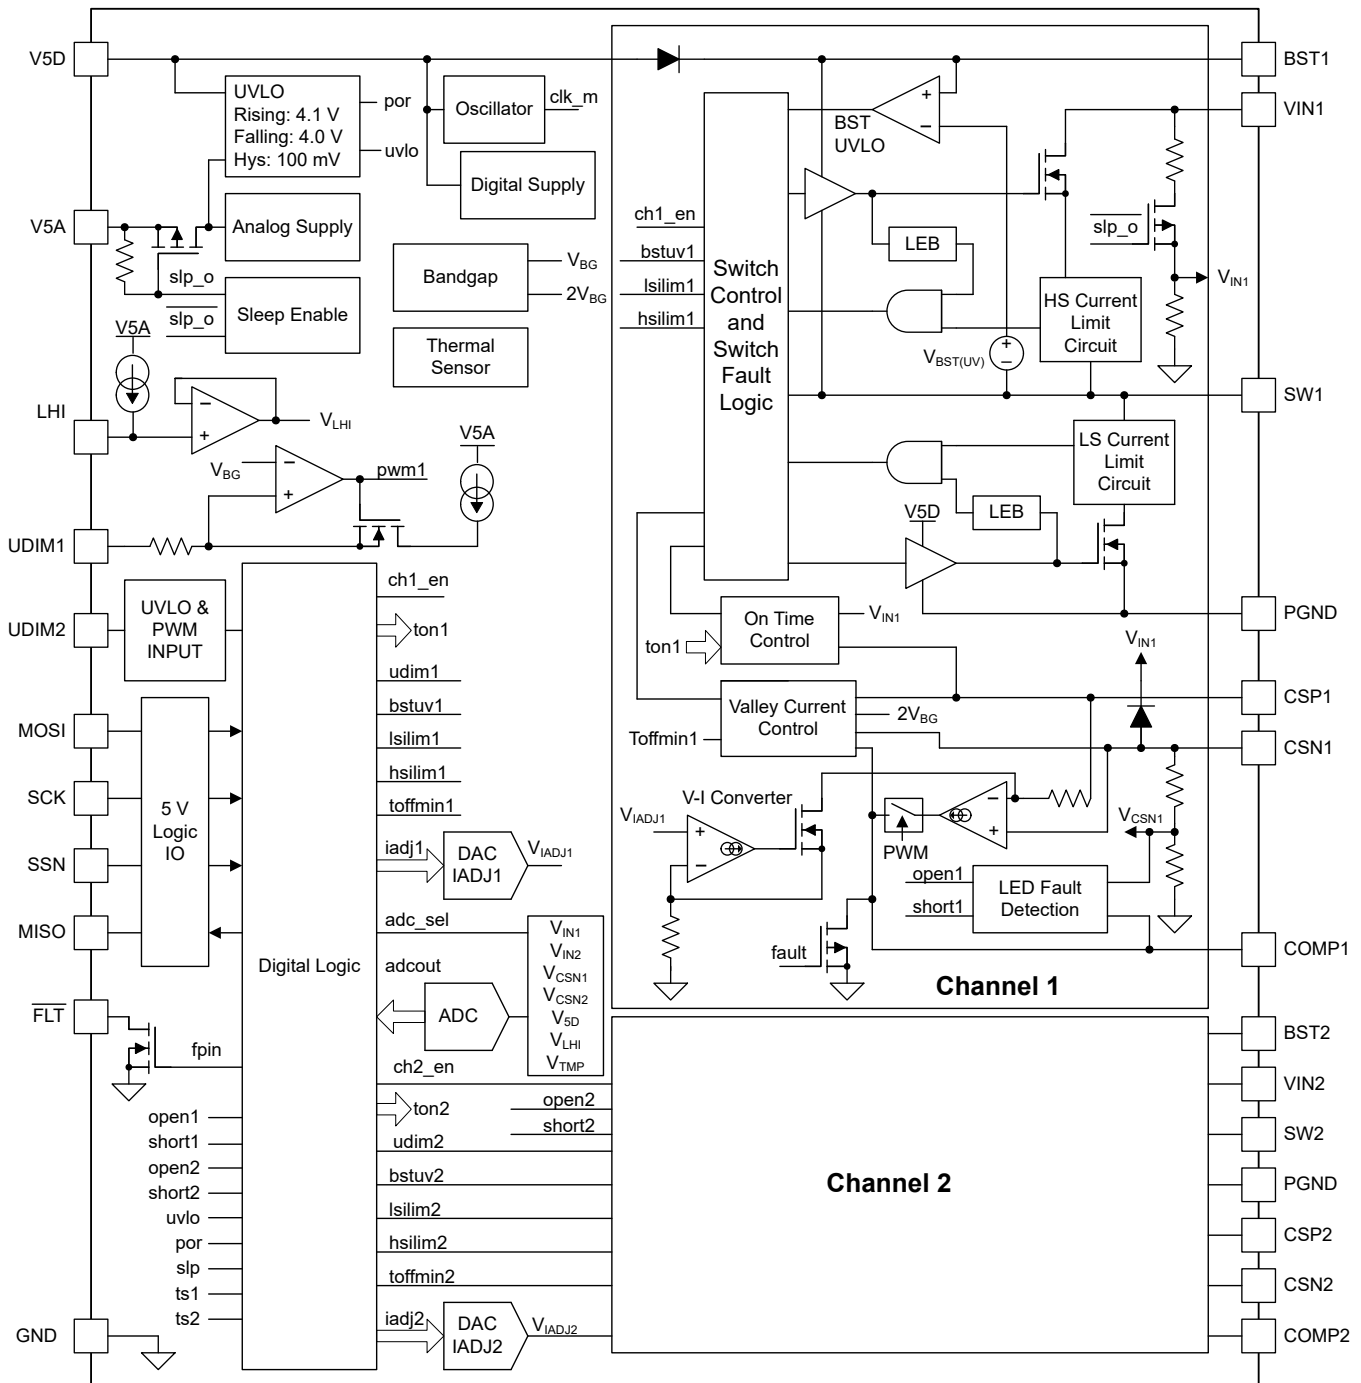 V5D
UVLO
Rising: 4.1 V
Falling: 4.0 V
Hys: 100 mV
por
uvlo
Oscillator
clk_m
Digital Supply
V5A
Analog Supply
slp_o
slp_o
Sleep Enable
Bandgap
VBG
2VBG
Thermal
Sensor
V5A
LHI
VLHI
VBG
pwm1
V5A
UDIM1
UDIM2
UVLO &
PWM
INPUT
MOSI
SCK
SSN
MISO
5 V
Logic
IO
FLT
fpin
open1
short1
open2
short2
uvlo
por
slp
ts1
ts2
GND
Digital Logic
ch1_en
ton1
udim1
bstuv1
lsilim1
hsilim1
toffmin1
iadj1
DAC
IADJ1
VIADJ1
adc_sel
adcout
ADC
VIN1
VIN2
VCSN1
VCSN2
V5D
VLHI
VTMP
ch2_en
ton2
udim2
bstuv2
lsilim2
hsilim2
toffmin2
iadj2
DAC
IADJ2
VIADJ2
open2
short2
ch1_en
bstuv1
lsilim1
hsilim1
Switch
Control
and
Switch
Fault
Logic
BST
UVLO
LEB
VBST(UV)
HS Current
Limit
Circuit
slp_o
VIN1
LS Current
Limit
Circuit
LEB
V5D
On Time
Control
VIN1
ton1
Valley Current
Control
2VBG
Toffmin1
VIN1
V-I Converter
VIADJ1
PWM
VCSN1
open1
short1
LED Fault
Detection
fault
Channel 1
Channel 2
BST1
VIN1
SW1
PGND
CSP1
CSN1
COMP1
BST2
VIN2
SW2
PGND
CSP2
CSN2
COMP2